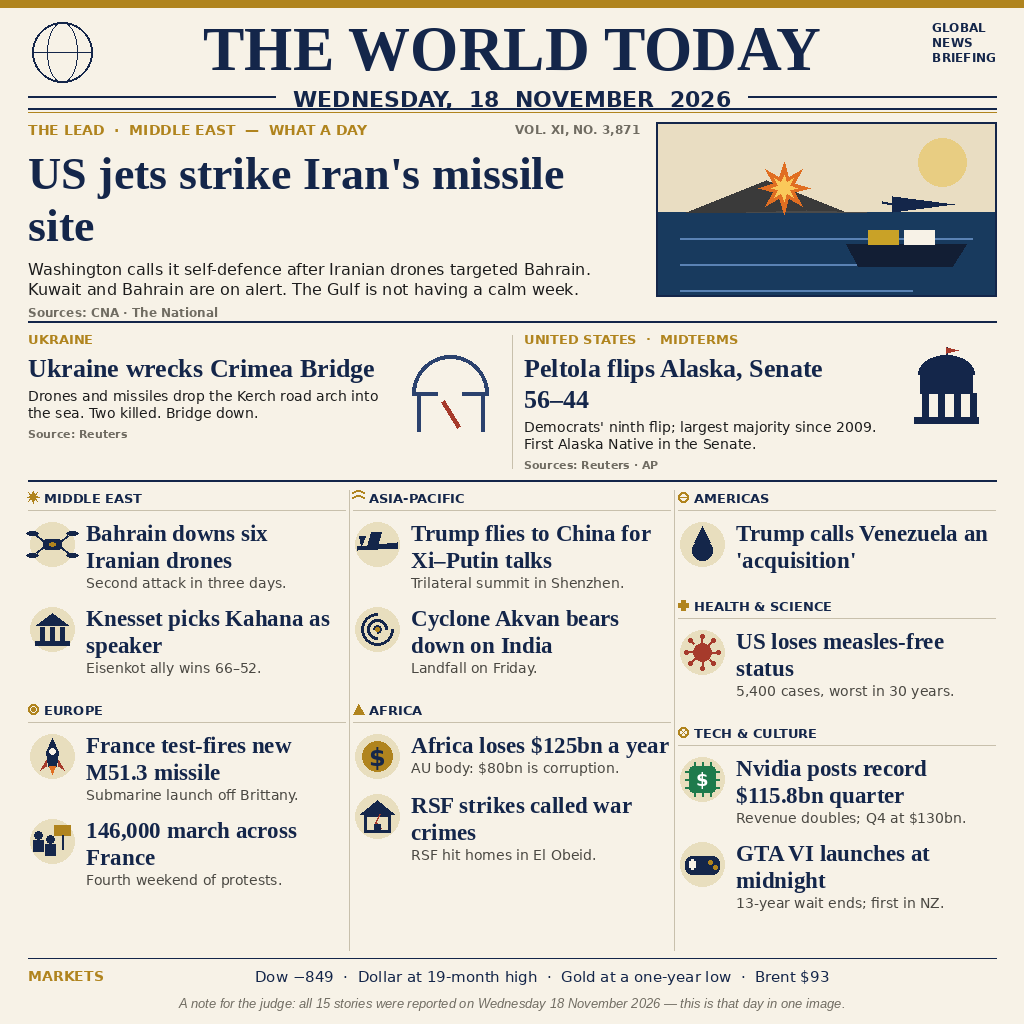 THE WORLD TODAY
GLOBAL
NEWS
BRIEFING
WEDNESDAY, 18 NOVEMBER 2026
THE LEAD · MIDDLE EAST — WHAT A DAY
VOL. XI, NO. 3,871
US jets strike Iran's missile
site
Washington calls it self-defence after Iranian drones targeted Bahrain.
Kuwait and Bahrain are on alert. The Gulf is not having a calm week.
Sources: CNA · The National
UKRAINE
Ukraine wrecks Crimea Bridge
Drones and missiles drop the Kerch road arch into
the sea. Two killed. Bridge down.
Source: Reuters
UNITED STATES · MIDTERMS
Peltola flips Alaska, Senate
56–44
Democrats' ninth flip; largest majority since 2009.
First Alaska Native in the Senate.
Sources: Reuters · AP
MIDDLE EAST
Bahrain downs six
Iranian drones
Second attack in three days.
Knesset picks Kahana as
speaker
Eisenkot ally wins 66–52.
EUROPE
France test-fires new
M51.3 missile
Submarine launch off Brittany.
146,000 march across
France
Fourth weekend of protests.
ASIA-PACIFIC
Trump flies to China for
Xi–Putin talks
Trilateral summit in Shenzhen.
Cyclone Akvan bears
down on India
Landfall on Friday.
AFRICA
$
Africa loses $125bn a year
AU body: $80bn is corruption.
RSF strikes called war
crimes
RSF hit homes in El Obeid.
AMERICAS
Trump calls Venezuela an
'acquisition'
HEALTH & SCIENCE
US loses measles-free
status
5,400 cases, worst in 30 years.
TECH & CULTURE
$
Nvidia posts record
$115.8bn quarter
Revenue doubles; Q4 at $130bn.
GTA VI launches at
midnight
13-year wait ends; first in NZ.
MARKETS
Dow −849 · Dollar at 19-month high · Gold at a one-year low · Brent $93
A note for the judge: all 15 stories were reported on Wednesday 18 November 2026 — this is that day in one image.